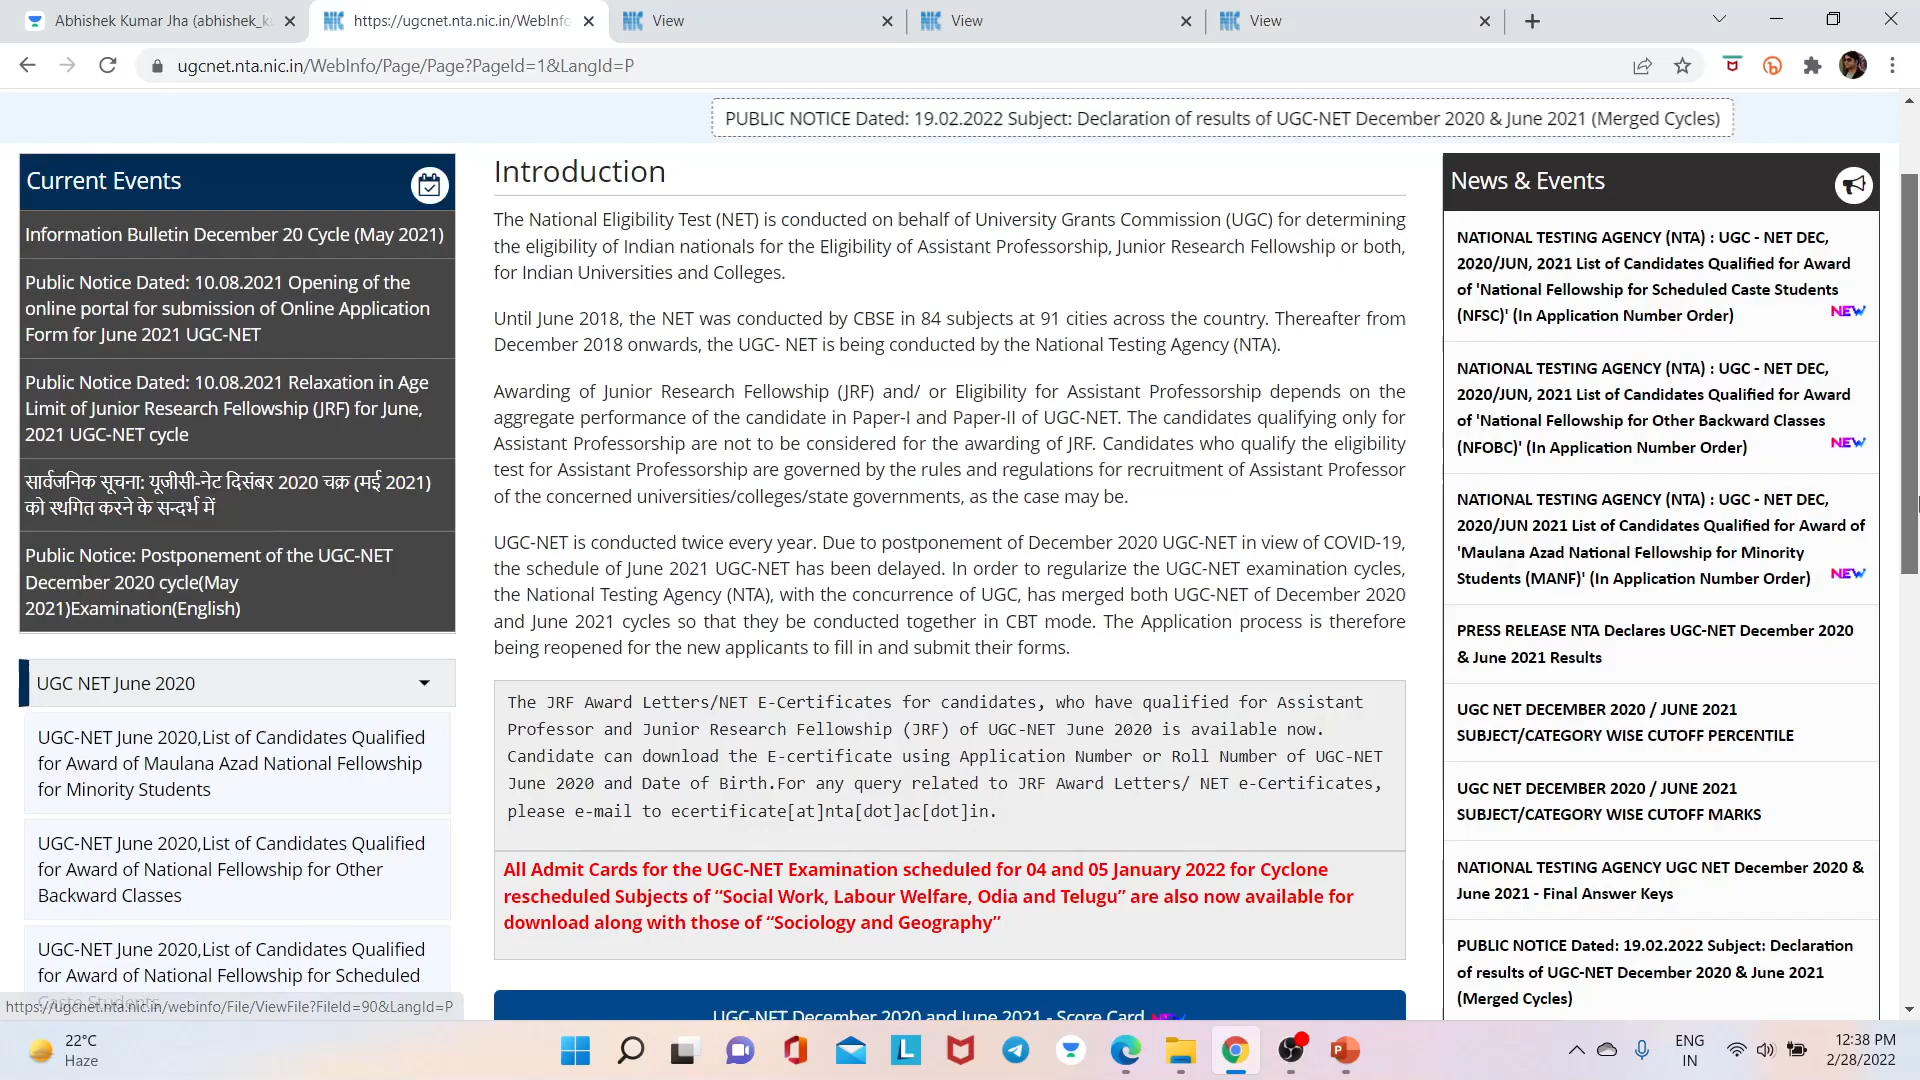 Abhishek Kumar Jha (abhishek_ku
https://ugcnet.nta.nic.in/WebInfo
View
View
View
ugcnet.nta.nic.in/WebInfo/Page/Page?PageId=1&LangId=P
PUBLIC NOTICE Dated: 19.02.2022 Subject: Declaration of results of UGC-NET December 2020 & June 2021 (Merged Cycles)
Current Events
Information Bulletin December 20 Cycle (May 2021)
Public Notice Dated: 10.08.2021 Opening of the
online portal for submission of Online Application
Form for June 2021 UGC-NET
Public Notice Dated: 10.08.2021 Relaxation in Age
Limit of Junior Research Fellowship (JRF) for June,
2021 UGC-NET cycle
सार्वजनिक सूचना: यूजीसी-नेट दिसंबर 2020 चक्र (मई 2021)
को स्थगित करने के सन्दर्भ में
Public Notice: Postponement of the UGC-NET
December 2020 cycle(May
2021)Examination(English)
UGC NET June 2020
UGC-NET June 2020,List of Candidates Qualified
for Award of Maulana Azad National Fellowship
for Minority Students
UGC-NET June 2020,List of Candidates Qualified
for Award of National Fellowship for Other
Backward Classes
UGC-NET June 2020,List of Candidates Qualified
for Award of National Fellowship for Scheduled
Caste Students
https://ugcnet.nta.nic.in/webinfo/File/ViewFile?FileId=90&LangId=P
Introduction
The National Eligibility Test (NET) is conducted on behalf of University Grants Commission (UGC) for determining
the eligibility of Indian nationals for the Eligibility of Assistant Professorship, Junior Research Fellowship or both,
for Indian Universities and Colleges.
Until June 2018, the NET was conducted by CBSE in 84 subjects at 91 cities across the country. Thereafter from
December 2018 onwards, the UGC- NET is being conducted by the National Testing Agency (NTA).
Awarding of Junior Research Fellowship (JRF) and/ or Eligibility for Assistant Professorship depends on the
aggregate performance of the candidate in Paper-I and Paper-II of UGC-NET. The candidates qualifying only for
Assistant Professorship are not to be considered for the awarding of JRF. Candidates who qualify the eligibility
test for Assistant Professorship are governed by the rules and regulations for recruitment of Assistant Professor
of the concerned universities/colleges/state governments, as the case may be.
UGC-NET is conducted twice every year. Due to postponement of December 2020 UGC-NET in view of COVID-19,
the schedule of June 2021 UGC-NET has been delayed. In order to regularize the UGC-NET examination cycles,
the National Testing Agency (NTA), with the concurrence of UGC, has merged both UGC-NET of December 2020
and June 2021 cycles so that they be conducted together in CBT mode. The Application process is therefore
being reopened for the new applicants to fill in and submit their forms.
The JRF Award Letters/NET E-Certificates for candidates, who have qualified for Assistant
Professor and Junior Research Fellowship (JRF) of UGC-NET June 2020 is available now.
Candidate can download the E-certificate using Application Number or Roll Number of UGC-NET
June 2020 and Date of Birth.For any query related to JRF Award Letters/ NET e-Certificates,
please e-mail to ecertificate[at]nta[dot]ac[dot]in.
All Admit Cards for the UGC-NET Examination scheduled for 04 and 05 January 2022 for Cyclone
rescheduled Subjects of “Social Work, Labour Welfare, Odia and Telugu” are also now available for
download along with those of “Sociology and Geography”
UGC-NET December 2020 and June 2021 - Score Card NEW
News & Events
NATIONAL TESTING AGENCY (NTA) : UGC - NET DEC,
2020/JUN, 2021 List of Candidates Qualified for Award
of 'National Fellowship for Scheduled Caste Students
(NFSC)' (In Application Number Order) NEW
NATIONAL TESTING AGENCY (NTA) : UGC - NET DEC,
2020/JUN, 2021 List of Candidates Qualified for Award
of 'National Fellowship for Other Backward Classes
(NFOBC)' (In Application Number Order) NEW
NATIONAL TESTING AGENCY (NTA) : UGC - NET DEC,
2020/JUN 2021 List of Candidates Qualified for Award of
'Maulana Azad National Fellowship for Minority
Students (MANF)' (In Application Number Order) NEW
PRESS RELEASE NTA Declares UGC-NET December 2020
& June 2021 Results
UGC NET DECEMBER 2020 / JUNE 2021
SUBJECT/CATEGORY WISE CUTOFF PERCENTILE
UGC NET DECEMBER 2020 / JUNE 2021
SUBJECT/CATEGORY WISE CUTOFF MARKS
NATIONAL TESTING AGENCY UGC NET December 2020 &
June 2021 - Final Answer Keys
PUBLIC NOTICE Dated: 19.02.2022 Subject: Declaration
of results of UGC-NET December 2020 & June 2021
(Merged Cycles)
22°C
Haze
ENG
IN
12:38 PM
2/28/2022